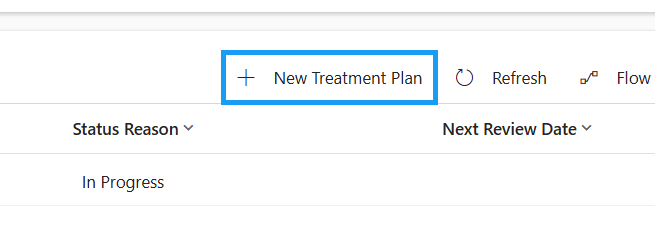 New Treatment Plan Refresh Flow
Status Reason Next Review Date
In Progress